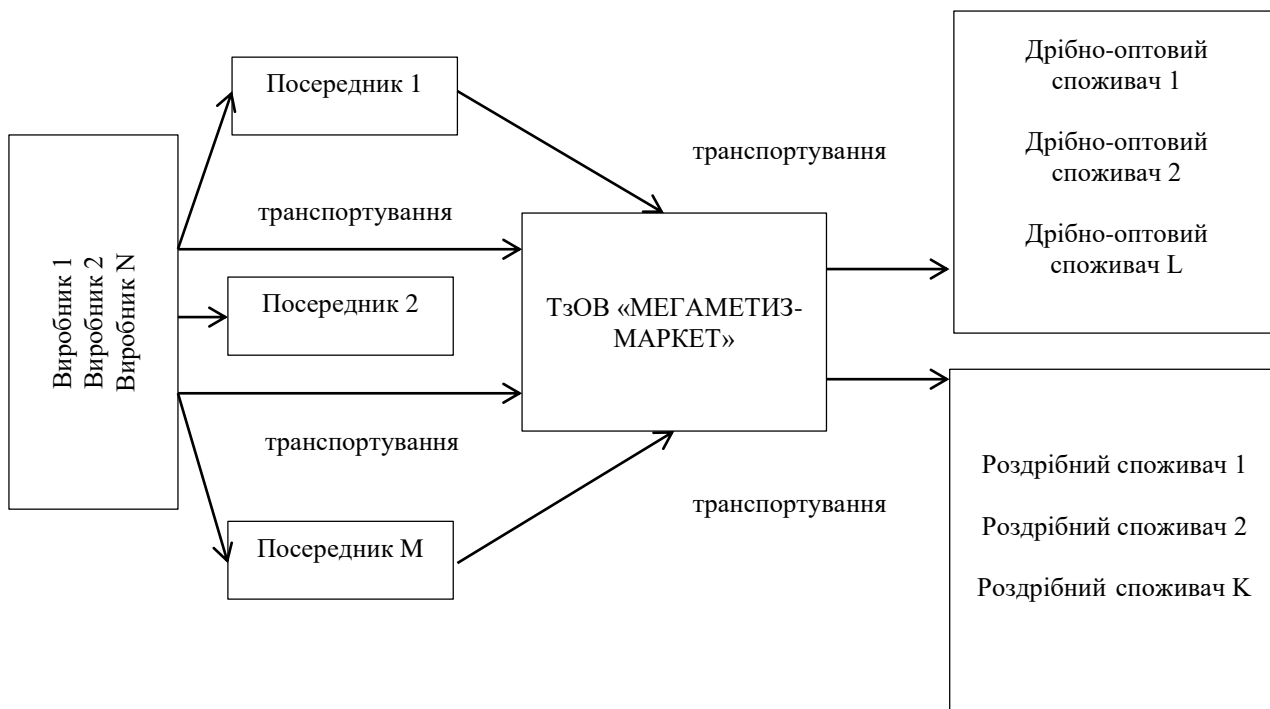 Виробник 1
Виробник 2
Виробник N
Посередник 1
транспортування
Посередник 2
транспортування
Посередник М
ТзОВ «МЕГАМЕТИЗ-
МАРКЕТ»
транспортування
транспортування
Дрібно-оптовий
споживач 1
Дрібно-оптовий
споживач 2
Дрібно-оптовий
споживач L
Роздрібний споживач 1
Роздрібний споживач 2
Роздрібний споживач K